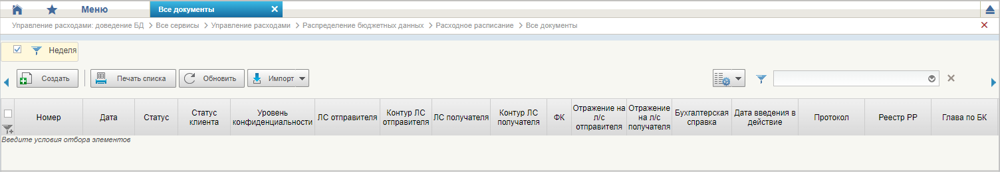 Меню
Все документы
Управление расходами: доведение БД > Все сервисы > Управление расходами > Распределение бюджетных данных > Расходное расписание > Все документы
Неделя
Создать
Печать списка
Обновить
Импорт
Номер
Дата
Статус
Статус
клиента
Уровень
конфиденциальности
ЛС отправителя
Контур ЛС
отправителя
ЛС получателя
Контур ЛС
получателя
ФК
Отражение на
л/с
отправителя
Отражение
на л/с
получателя
Бухгалтерская
справка
Дата введения в
действие
Протокол
Реестр РР
Глава по БК
Введите условия отбора элементов